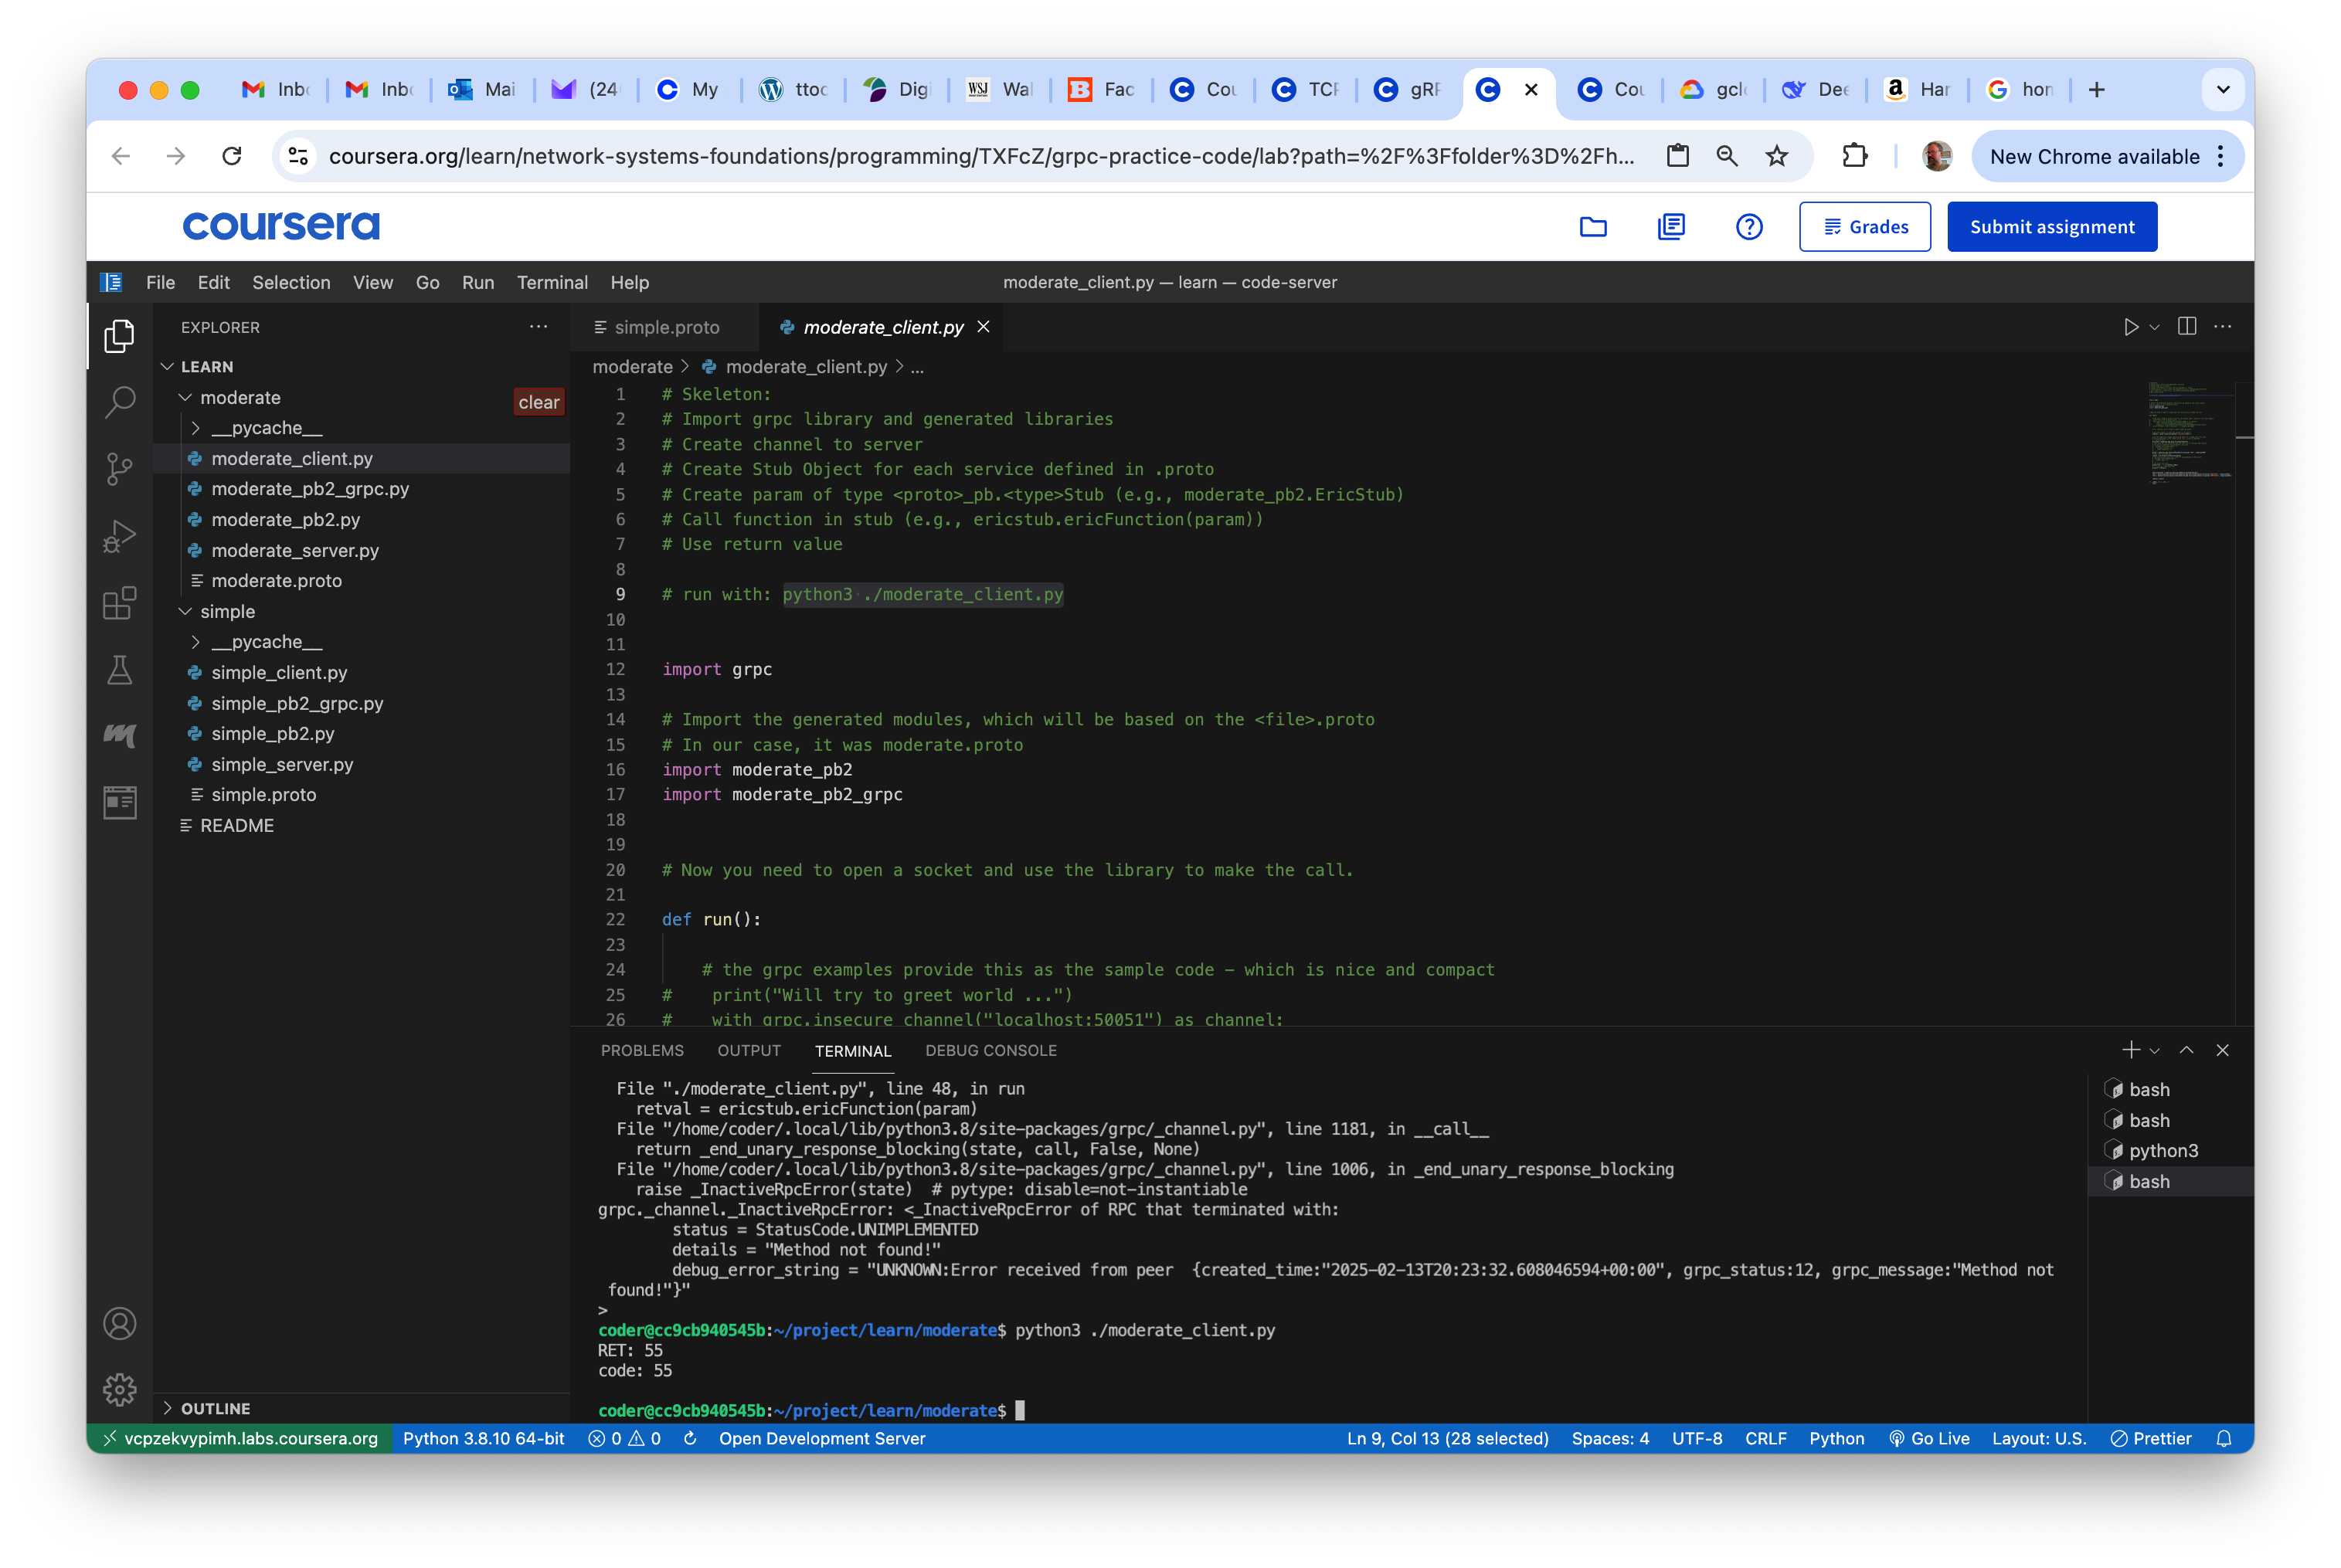 Inb
Inb
Mai
(24
My
ttoc
Digi
WSJ
Wal
Fac
Cou
TCP
gRP
Cou
gcl
Dee
Har
hon
coursera.org/learn/network-systems-foundations/programming/TXFcZ/grpc-practice-code/lab?path=%2F%3Ffolder%3D%2Fh...
New Chrome available
coursera
Grades
Submit assignment
File Edit Selection View Go Run Terminal Help
moderate_client.py — learn — code-server
EXPLORER
LEARN
moderate
clear
__pycache__
moderate_client.py
moderate_pb2_grpc.py
moderate_pb2.py
moderate_server.py
moderate.proto
simple
__pycache__
simple_client.py
simple_pb2_grpc.py
simple_pb2.py
simple_server.py
simple.proto
README
OUTLINE
simple.proto
moderate_client.py
moderate > moderate_client.py > ...
1 # Skeleton:
2 # Import grpc library and generated libraries
3 # Create channel to server
4 # Create Stub Object for each service defined in .proto
5 # Create param of type <proto>_pb.<type>Stub (e.g., moderate_pb2.EricStub)
6 # Call function in stub (e.g., ericstub.ericFunction(param))
7 # Use return value
8
9 # run with: python3 ./moderate_client.py
10
11
12 import grpc
13
14 # Import the generated modules, which will be based on the <file>.proto
15 # In our case, it was moderate.proto
16 import moderate_pb2
17 import moderate_pb2_grpc
18
19
20 # Now you need to open a socket and use the library to make the call.
21
22 def run():
23
24 # the grpc examples provide this as the sample code – which is nice and compact
25 # print("Will try to greet world ...")
26 # with grpc.insecure_channel("localhost:50051") as channel:
PROBLEMS OUTPUT TERMINAL DEBUG CONSOLE
File "./moderate_client.py", line 48, in run
retval = ericstub.ericFunction(param)
File "/home/coder/.local/lib/python3.8/site-packages/grpc/_channel.py", line 1181, in __call__
return _end_unary_response_blocking(state, call, False, None)
File "/home/coder/.local/lib/python3.8/site-packages/grpc/_channel.py", line 1006, in _end_unary_response_blocking
raise _InactiveRpcError(state)  # pytype: disable=not-instantiable
grpc._channel._InactiveRpcError: <_InactiveRpcError of RPC that terminated with:
status = StatusCode.UNIMPLEMENTED
details = "Method not found!"
debug_error_string = "UNKNOWN:Error received from peer  {created_time:"2025-02-13T20:23:32.608046594+00:00", grpc_status:12, grpc_message:"Method not
found!"}"
>
coder@cc9cb940545b:~/project/learn/moderate$ python3 ./moderate_client.py
RET: 55
code: 55
coder@cc9cb940545b:~/project/learn/moderate$
bash
bash
python3
bash
vcpzekvypimh.labs.coursera.org
Python 3.8.10 64-bit
0
0
Open Development Server
Ln 9, Col 13 (28 selected)
Spaces: 4
UTF-8
CRLF
Python
Go Live
Layout: U.S.
Prettier